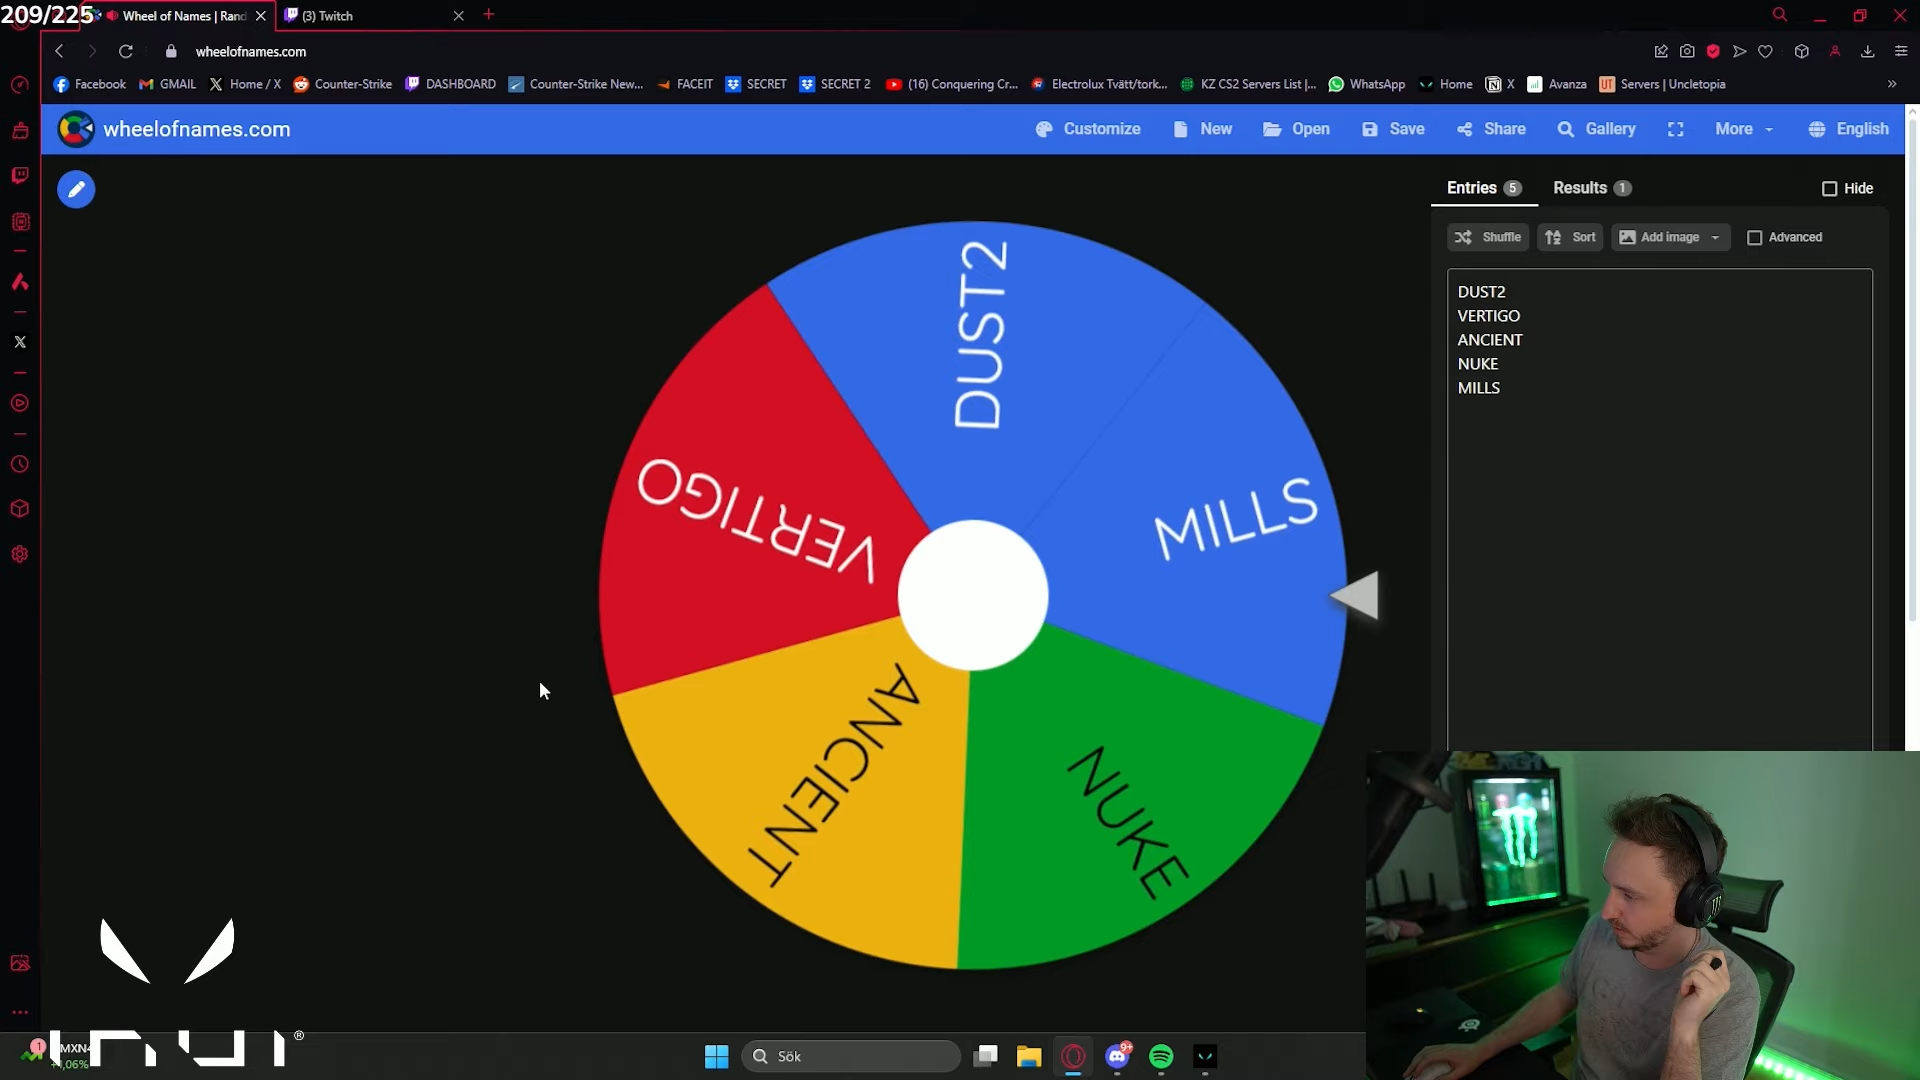 209/225
Wheel of Names | Rand
(3) Twitch
wheelofnames.com
Facebook
GMAIL
Home / X
Counter-Strike
DASHBOARD
Counter-Strike New...
FACEIT
SECRET
SECRET 2
(16) Conquering Cr...
Electrolux Tvätt/tork...
KZ CS2 Servers List |...
WhatsApp
Home
X
Avanza
UT
Servers | Uncletopia
»
wheelofnames.com
Customize
New
Open
Save
Share
Gallery
More
English
Entries 5
Results 1
Hide
Shuffle
Sort
Add image
Advanced
DUST2
VERTIGO
ANCIENT
NUKE
MILLS
DUST2
MILLS
VERTIGO
ANCIENT
NUKE
®
1
Sök
9+